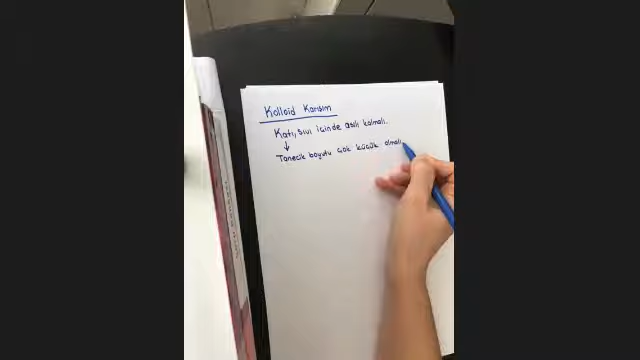 Kolloid Karışım
Katı, sıvı içinde asılı kalmalı.
↓
Tanecik boyutu çok küçük olmalı